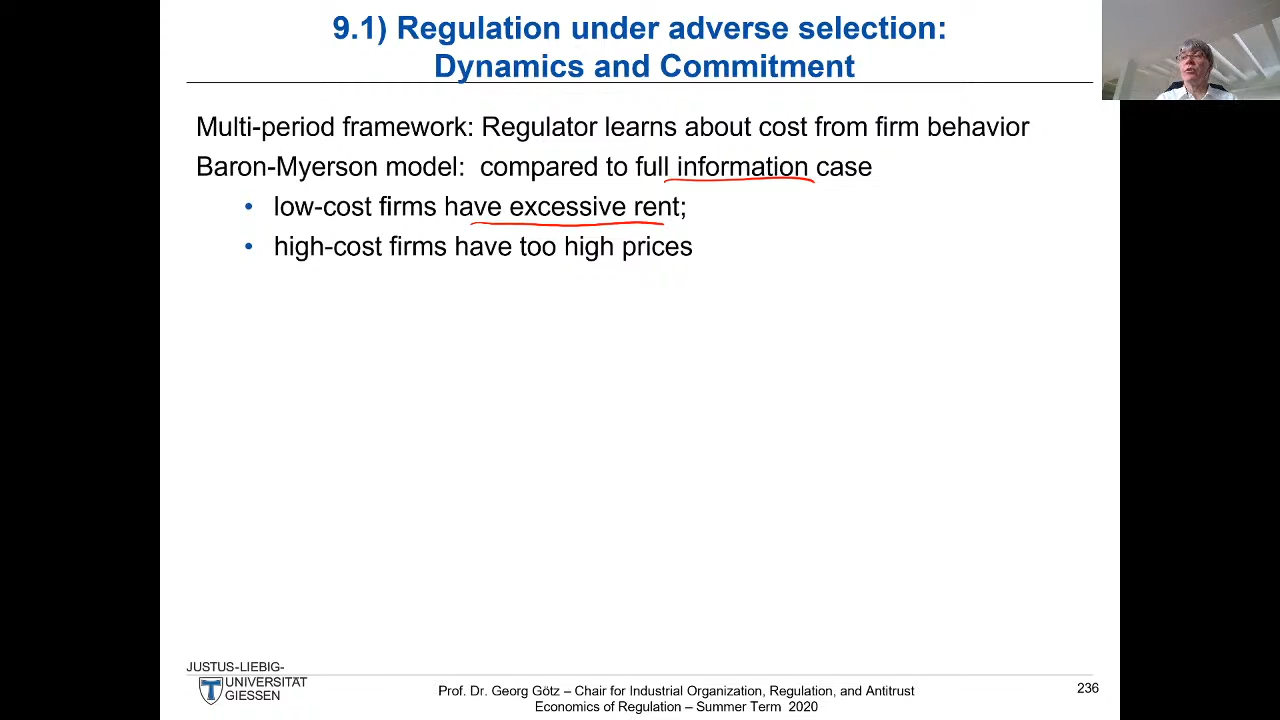 9.1) Regulation under adverse selection:
Dynamics and Commitment
Multi-period framework: Regulator learns about cost from firm behavior
Baron-Myerson model:  compared to full information case
• low-cost firms have excessive rent;
• high-cost firms have too high prices
JUSTUS-LIEBIG-
UNIVERSITÄT
GIESSEN
Prof. Dr. Georg Götz – Chair for Industrial Organization, Regulation, and Antitrust
Economics of Regulation – Summer Term  2020
236